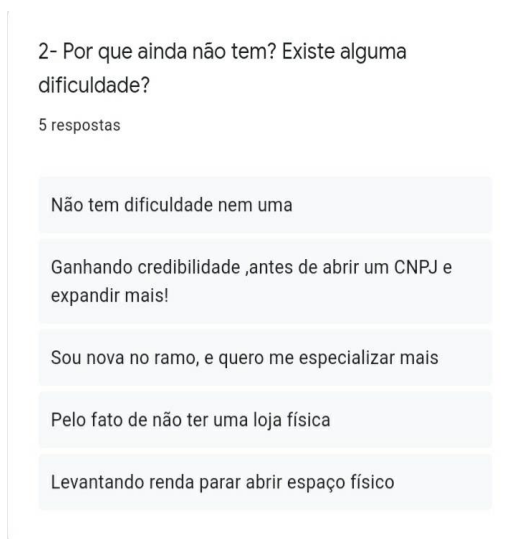 2- Por que ainda não tem? Existe alguma
dificuldade?
5 respostas
Não tem dificuldade nem uma
Ganhando credibilidade ,antes de abrir um CNPJ e
expandir mais!
Sou nova no ramo, e quero me especializar mais
Pelo fato de não ter uma loja física
Levantando renda parar abrir espaço físico